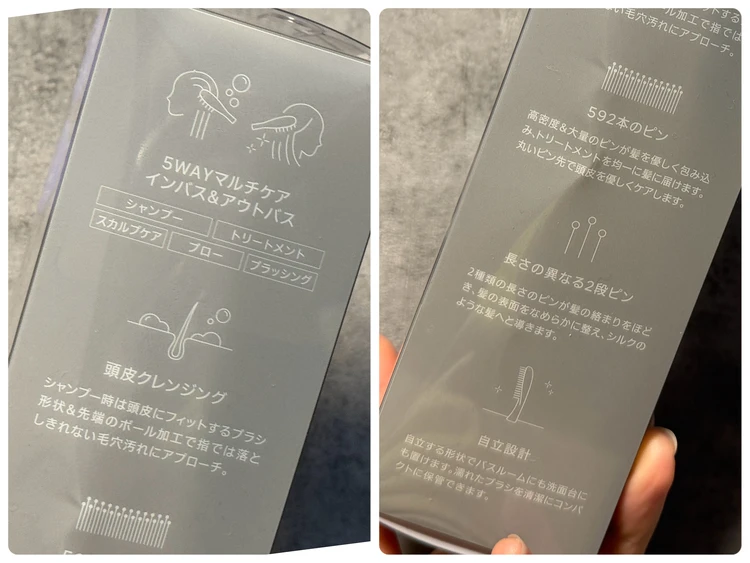 5WAYマルチケア
インバス&アウトバス
シャンプー
トリートメント
スカルプケア
ブロー
ブラッシング
頭皮クレンジング
シャンプー時は頭皮にフィットするブラシ
形状&先端のボール加工で指では落と
しきれない毛穴汚れにアプローチ。
ボール加工で指では
い毛穴汚れにアプローチ。
592本のピン
高密度&大量のピンが髪を優しく包み込
み、トリートメントを均一に髪に届けます。
丸いピン先で頭皮を優しくケアします。
長さの異なる2段ピン
2種類の長さのピンが髪の絡まりをほど
き、髪の表面をなめらかに整え、シルクの
ような髪へと導きます。
自立設計
自立する形状でバスルームにも洗面台に
も置けます。濡れたブラシを清潔にコンパ
クトに保管できます。